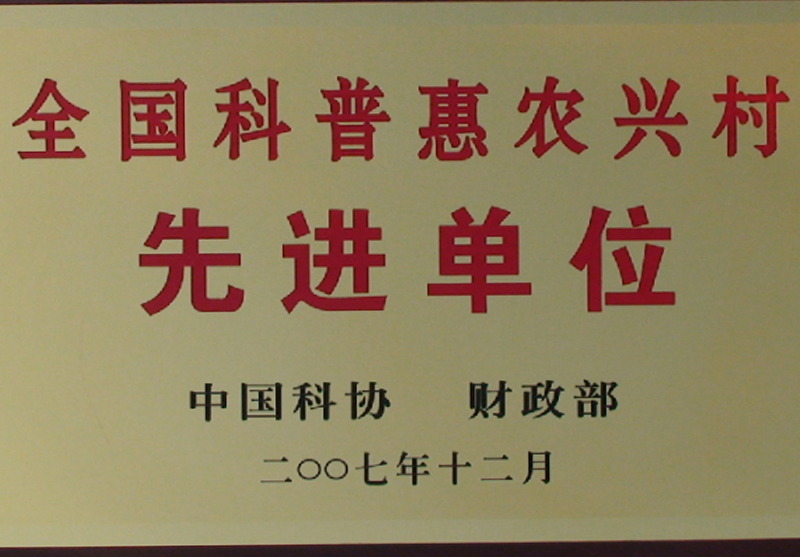 全国科普惠农兴村
先进单位
中国科协 财政部
二〇〇七年十二月